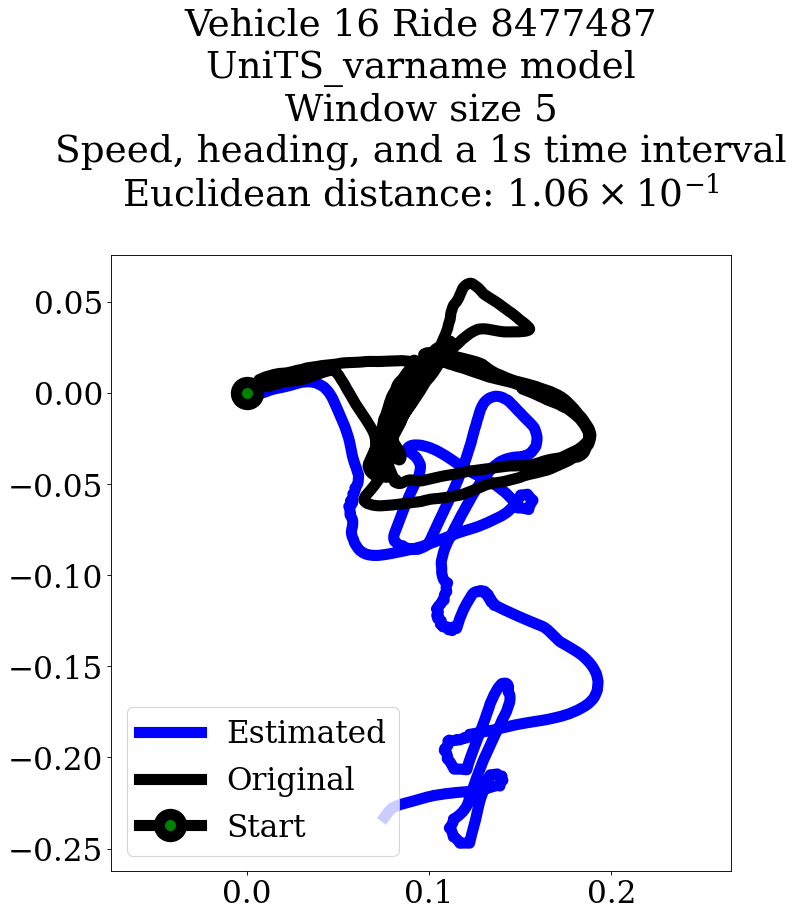 Vehicle 16 Ride 8477487
UniTS_varname model
Window size 5
Speed, heading, and a 1s time interval
Euclidean distance: 1.06 × 10⁻¹
0.05
0.00
−0.05
−0.10
−0.15
−0.20
−0.25
Estimated
Original
Start
0.0 0.1 0.2